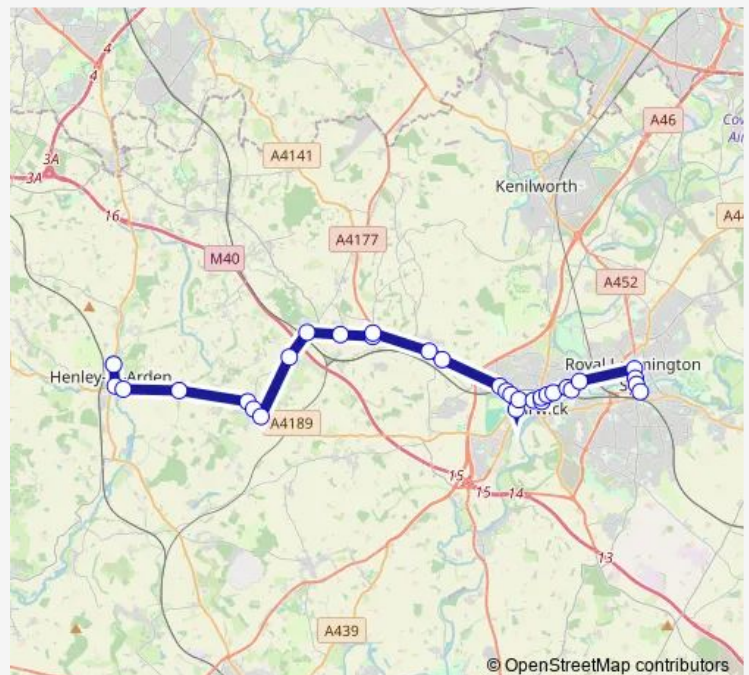 4
4
A46
3A
3A
A4141
Kenilworth
16
A4177
M40
A452
Henley-
Arden
Royal L
mington
A4189
15
15
14
13
A439
© OpenStreetMap contributors